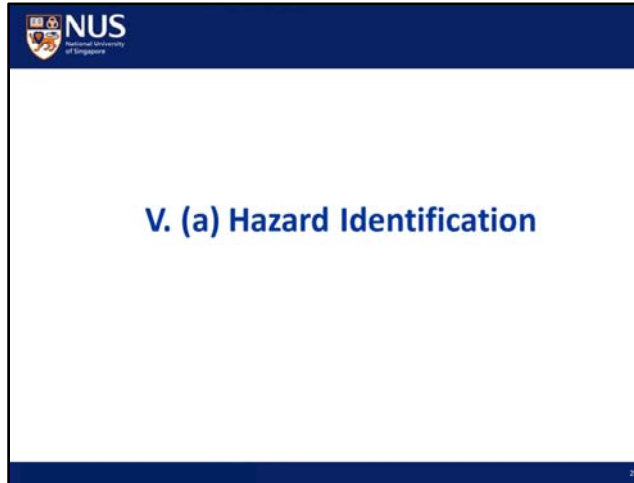 NUS
National University
of Singapore
V. (a) Hazard Identification